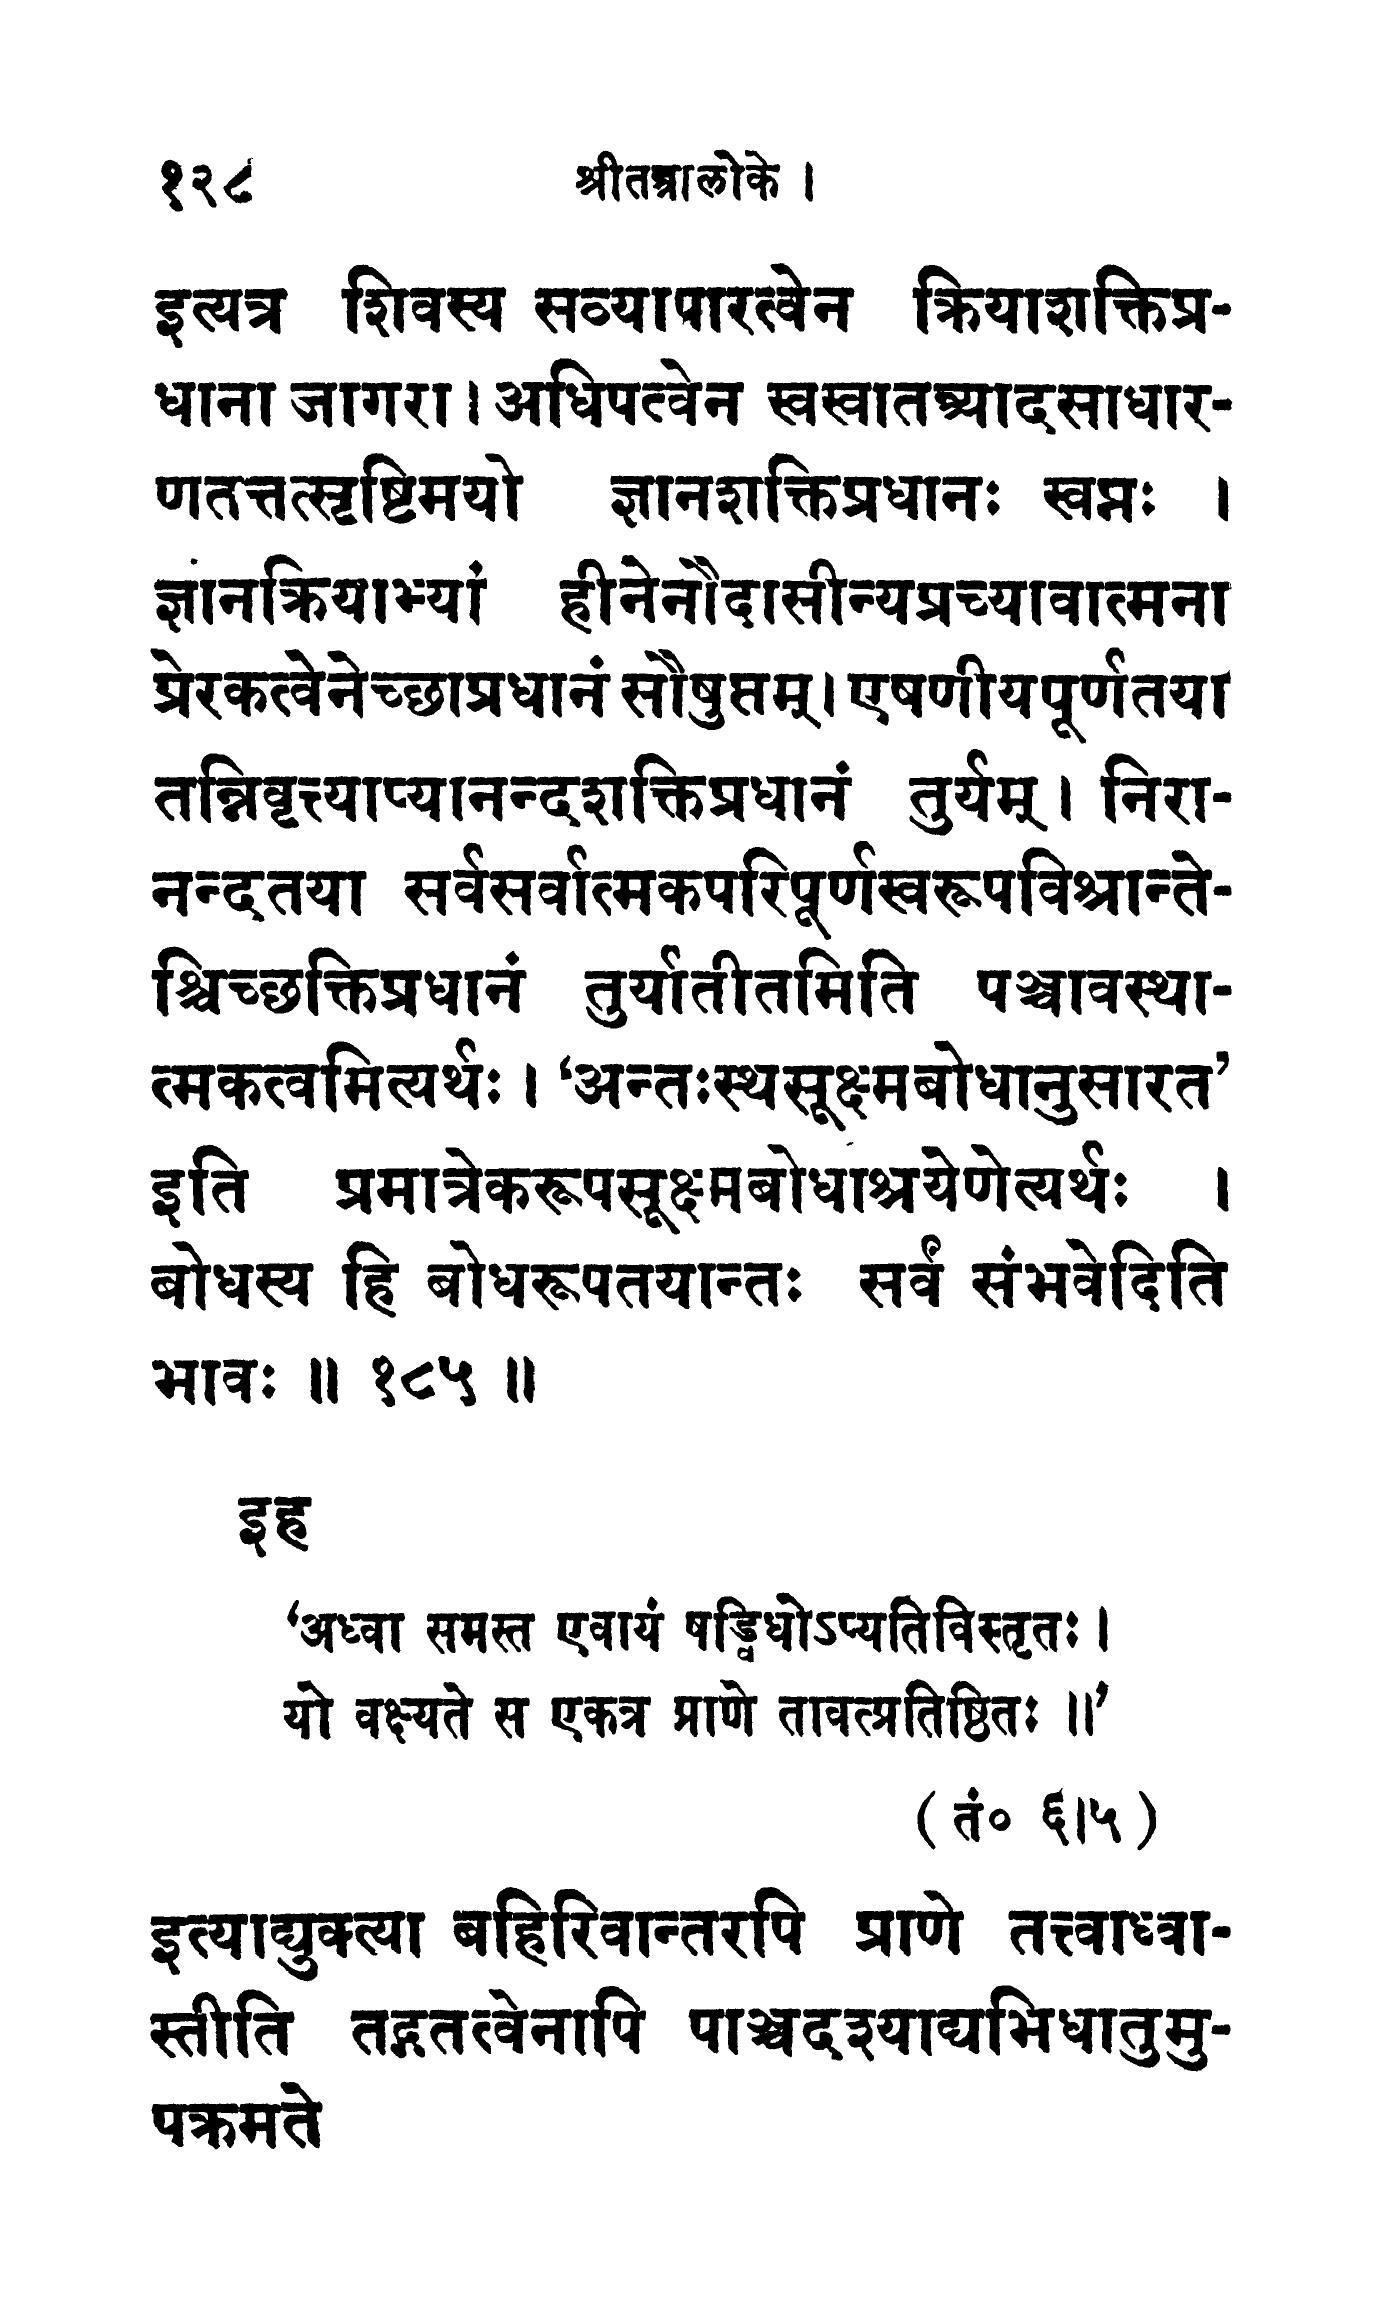 १२८ श्रीतन्त्रालोके ।
इत्यत्र शिवस्य सव्यापारत्वेन क्रियाशक्तिप्र-
धाना जागरा । अधिपत्वेन स्वस्वातन्त्र्यादसाधार-
णतत्तत्सृष्टिमयो ज्ञानशक्तिप्रधानः स्वप्नः ।
ज्ञानक्रियाभ्यां हीनेनौदासीन्यप्रच्यावात्मना
प्रेरकत्वेनेच्छाप्रधानं सौषुप्तम् । एषणीयपूर्णतया
तन्निवृत्त्याप्यानन्दशक्तिप्रधानं तुर्यम् । निरा-
नन्दतया सर्वसर्वात्मकपरिपूर्णस्वरूपविश्रान्ते-
श्चिच्छक्तिप्रधानं तुर्यातीतमिति पञ्चावस्था-
त्मकत्वमित्यर्थः । ‘अन्तःस्थसूक्ष्मबोधानुसारत’
इति प्रमात्रेकरूपसूक्ष्मबोधाश्रयेणेत्यर्थः ।
बोधस्य हि बोधरूपतयान्तः सर्वं संभवेदिति
भावः ॥ १८५ ॥
इह
‘अध्वा समस्त एवायं षड्विधोऽप्यतिविस्तृतः ।
यो वक्ष्यते स एकत्र प्राणे तावत्प्रतिष्ठितः ॥’
( तं० ६।५ )
इत्याद्युक्त्या बहिरिवान्तरपि प्राणे तत्त्वाध्वा-
स्तीति तद्गतत्वेनापि पाञ्चदश्याद्यभिधातुमु-
पक्रमते